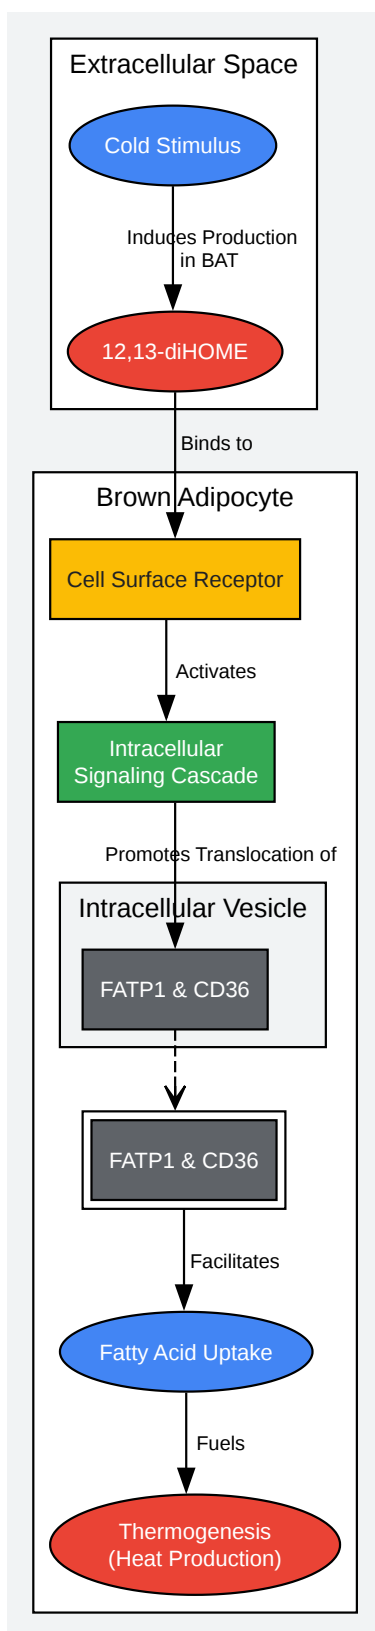 Extracellular Space
Cold Stimulus
Induces Production
in BAT
12,13-diHOME
Binds to
Brown Adipocyte
Cell Surface Receptor
Activates
Intracellular
Signaling Cascade
Promotes Translocation of
Intracellular Vesicle
FATP1 & CD36
FATP1 & CD36
Facilitates
Fatty Acid Uptake
Fuels
Thermogenesis
(Heat Production)